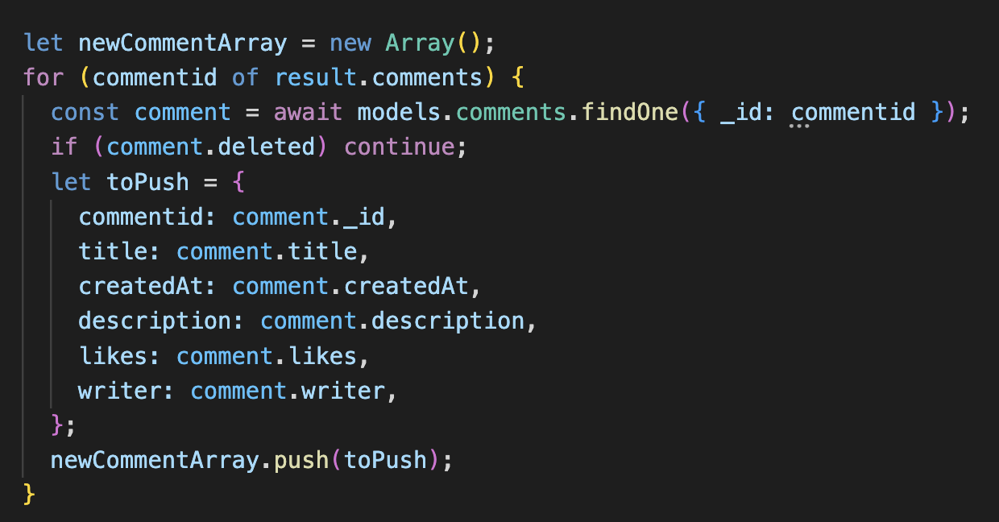 let newCommentArray = new Array();
for (commentid of result.comments) {
  const comment = await models.comments.findOne({ _id: commentid });
  if (comment.deleted) continue;
  let toPush = {
    commentid: comment._id,
    title: comment.title,
    createdAt: comment.createdAt,
    description: comment.description,
    likes: comment.likes,
    writer: comment.writer,
  };
  newCommentArray.push(toPush);
}